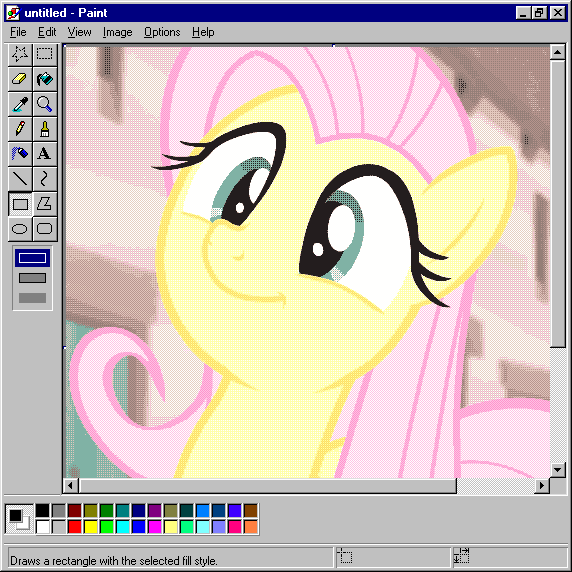 untitled - Paint
File Edit View Image Options Help
A
Draws a rectangle with the selected fill style.